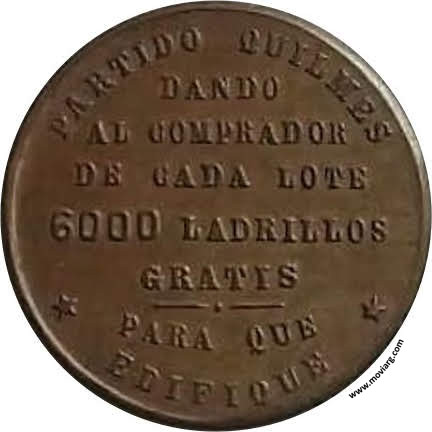 PARTIDO QUILMES
DANDO
AL COMPRADOR
DE CADA LOTE
6000 LADRILLOS
GRATIS
PARA QUE
EDIFIQUE
www.moviarg.com